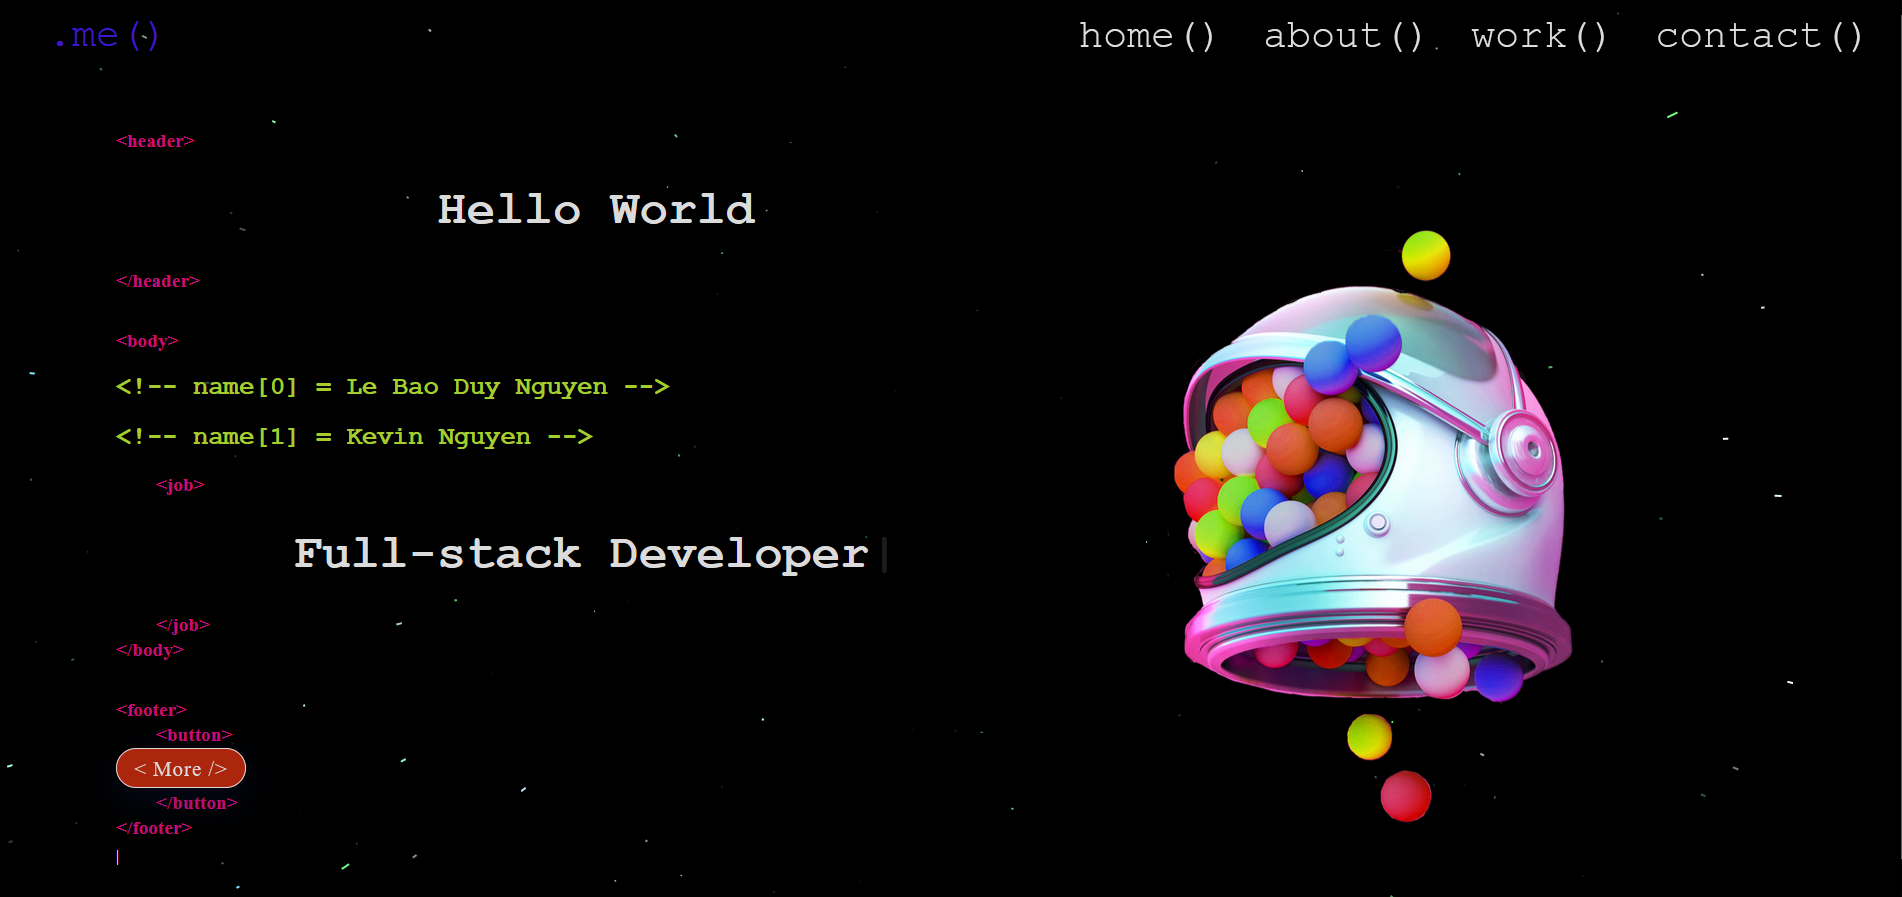 .me()
home() about() work() contact()
<header>
Hello World
</header>
<body>
<!-- name[0] = Le Bao Duy Nguyen -->
<!-- name[1] = Kevin Nguyen -->
<job>
Full-stack Developer
</job>
</body>
<footer>
<button>
< More />
</button>
</footer>